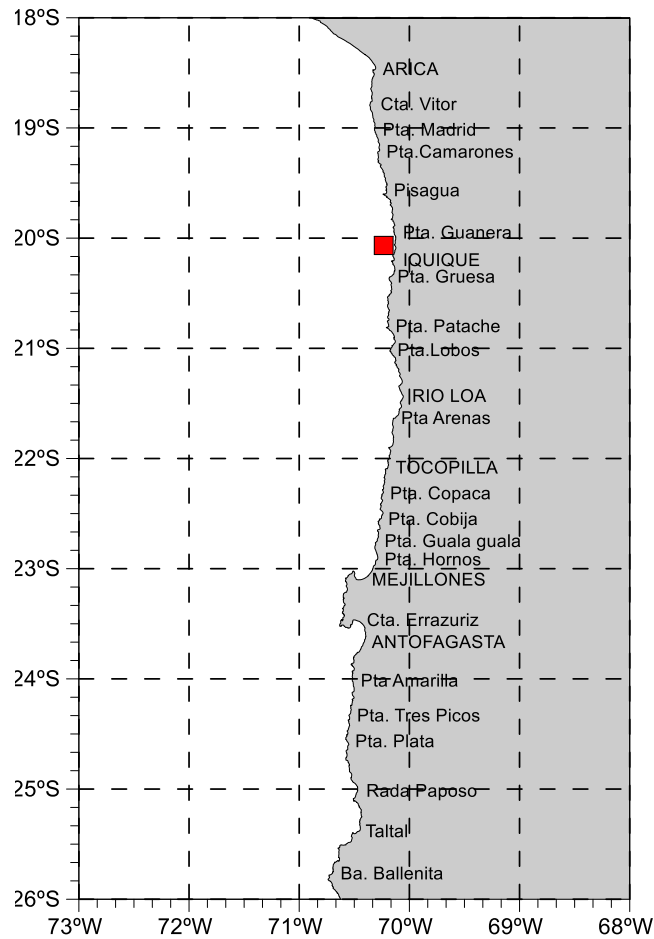 18ºS
ARICA
Cta. Vitor
19ºS
Pta. Madrid
Pta.Camarones
Pisagua
20ºS
Pta. Guanera
IQUIQUE
Pta. Gruesa
Pta. Patache
21ºS
Pta.Lobos
RIO LOA
Pta Arenas
22ºS
TOCOPILLA
Pta. Copaca
Pta. Cobija
Pta. Guala guala
Pta. Hornos
23ºS
MEJILLONES
Cta. Errazuriz
ANTOFAGASTA
24ºS
Pta Amarilla
Pta. Tres Picos
Pta. Plata
25ºS
Rada Paposo
Taltal
Ba. Ballenita
26ºS
73ºW 72ºW 71ºW 70ºW 69ºW 68ºW